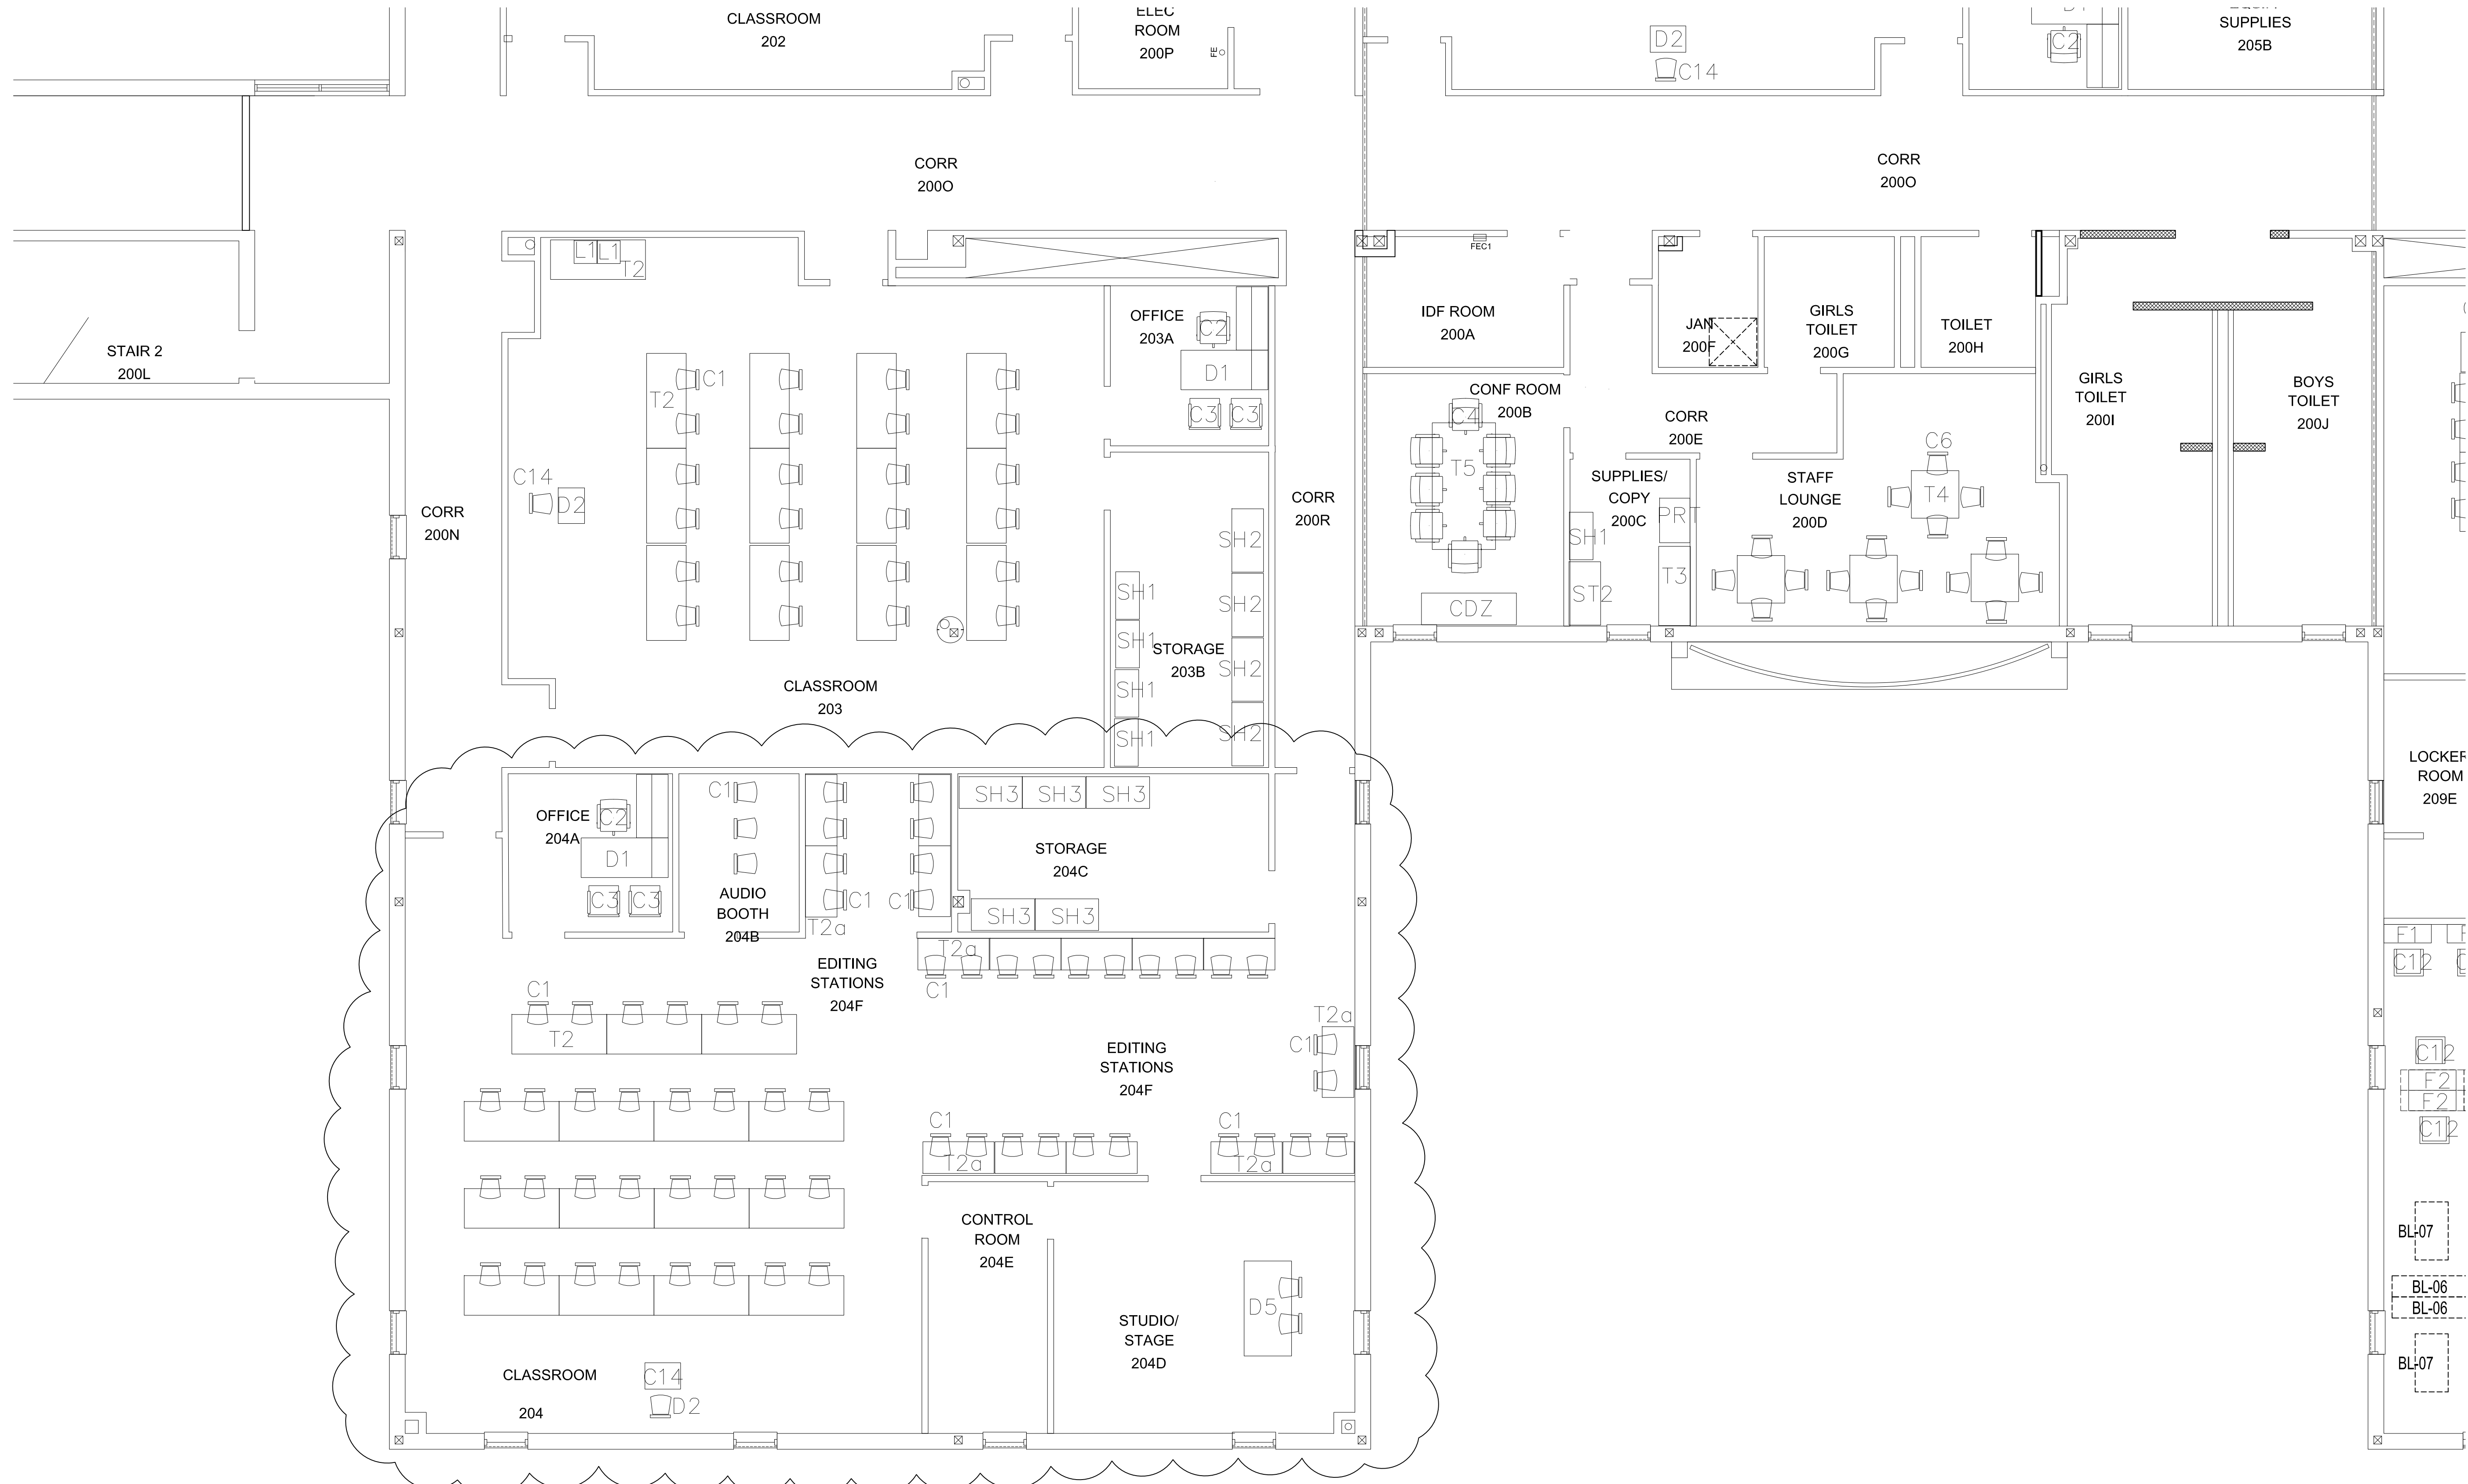 CLASSROOM
202
ROOM
200P
FE
D2
C14
C2
SUPPLIES
205B
CORR
200O
CORR
200O
STAIR 2
200L
L1
L1
T2
T2
C1
C14
D2
CORR
200N
CLASSROOM
203
OFFICE
203A
C2
D1
C3
C3
SH2
SH2
SH2
SH2
SH1
SH1
SH1
SH1
STORAGE
203B
CORR
200R
FEC1
IDF ROOM
200A
JAN
200F
GIRLS
TOILET
200G
TOILET
200H
CONF ROOM
200B
C4
T5
CDZ
CORR
200E
SUPPLIES/
COPY
200C
SH1
ST2
PRT
T3
STAFF
LOUNGE
200D
C6
T4
GIRLS
TOILET
200I
BOYS
TOILET
200J
OFFICE
204A
C2
D1
C3
C3
C1
AUDIO
BOOTH
204B
C1
C1
T2a
SH3
SH3
SH3
STORAGE
204C
SH3
SH3
EDITING
STATIONS
204F
T2a
C1
C1
T2
EDITING
STATIONS
204F
T2a
C1
C1
T2a
C1
T2a
CONTROL
ROOM
204E
STUDIO/
STAGE
204D
D5
CLASSROOM
204
C14
D2
LOCKER
ROOM
209E
F1
C12
C12
F2
F2
C12
BL-07
BL-06
BL-06
BL-07